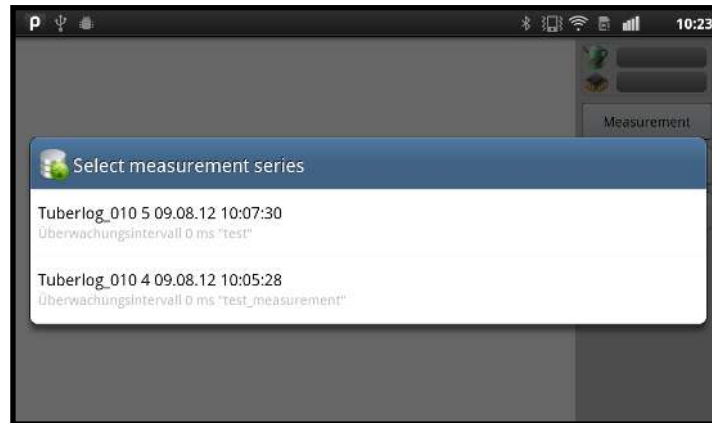 10:23
Measurement
Select measurement series
Tuberlog_010 5 09.08.12 10:07:30
Überwachungsintervall 0 ms "test"
Tuberlog_010 4 09.08.12 10:05:28
Überwachungsintervall 0 ms "test_measurement"